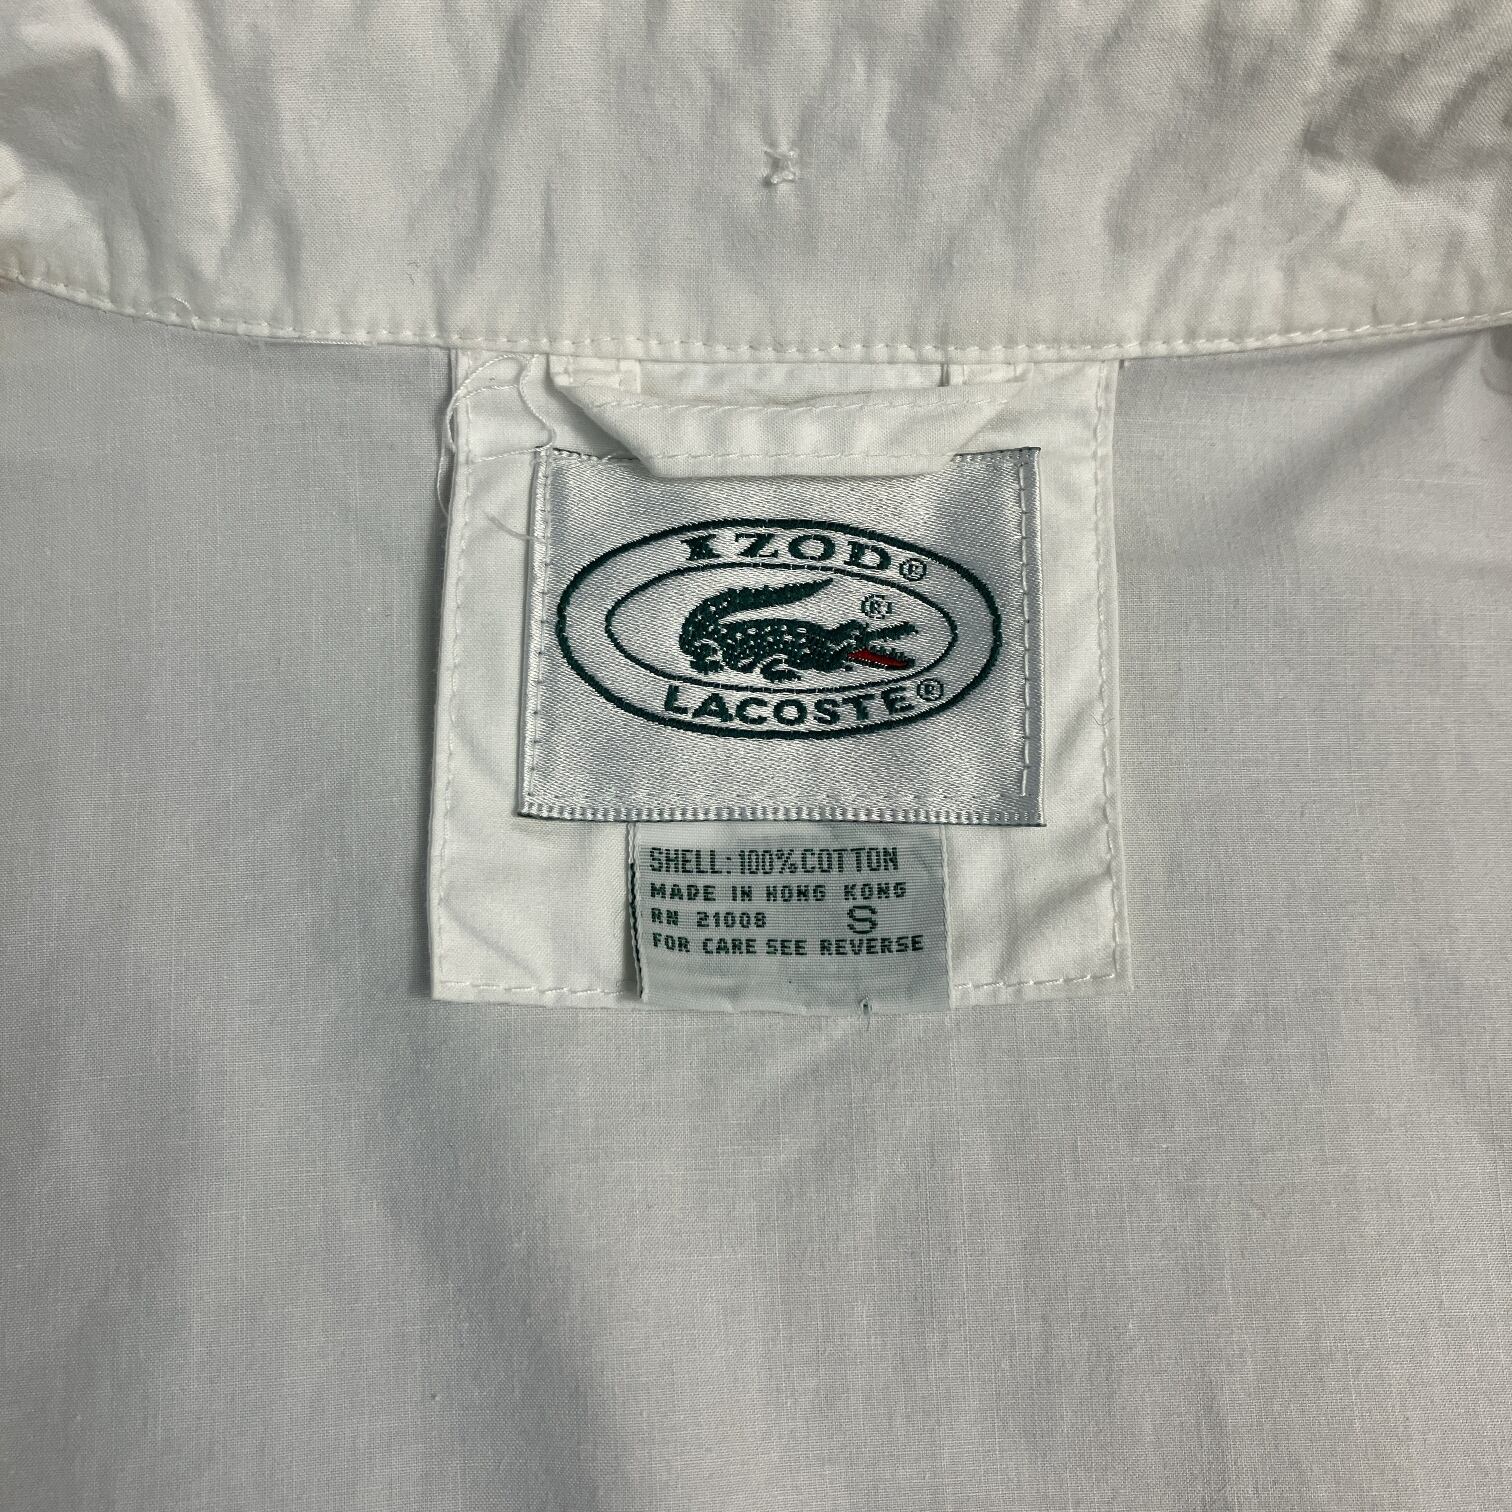 IZOD®
®
LACOSTE®
SHELL: 100% COTTON
MADE IN HONG KONG
RN 21008 S
FOR CARE SEE REVERSE